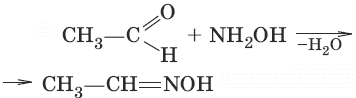 CH₃—C(=O)—H + NH₂OH ⟶ −H₂O
⟶ CH₃—CH=NOH